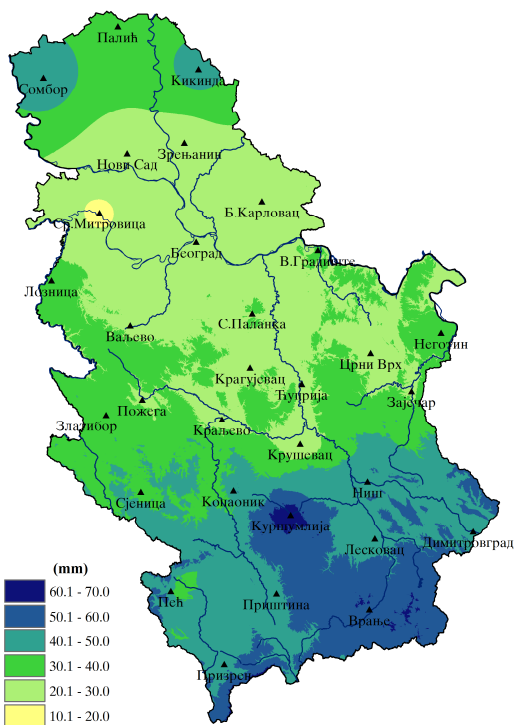 Палић
Кикинда
Сомбор
Зрењанин
Нови Сад
Б.Карловац
Ср.Митровица
Београд
В.Градиште
Лозница
С.Паланка
Ваљево
Неготин
Црни Врх
Крагујевац
Ћуприја
Зајечар
Пожега
Златибор
Краљево
Крушевац
Ниш
Сјеница
Копаоник
Куршумлија
Димитровград
Лесковац
(mm)
60.1 - 70.0
Пећ
Приштина
Врање
50.1 - 60.0
40.1 - 50.0
30.1 - 40.0
Призрен
20.1 - 30.0
10.1 - 20.0